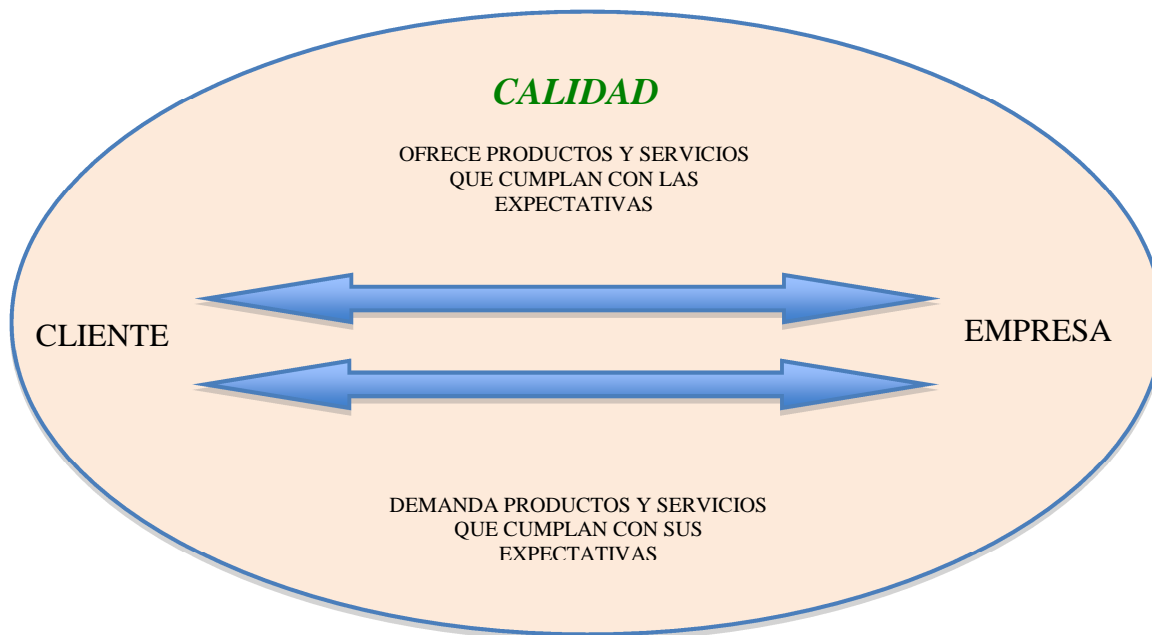 CALIDAD
OFRECE PRODUCTOS Y SERVICIOS
QUE CUMPLAN CON LAS
EXPECTATIVAS
CLIENTE
EMPRESA
DEMANDA PRODUCTOS Y SERVICIOS
QUE CUMPLAN CON SUS
EXPECTATIVAS